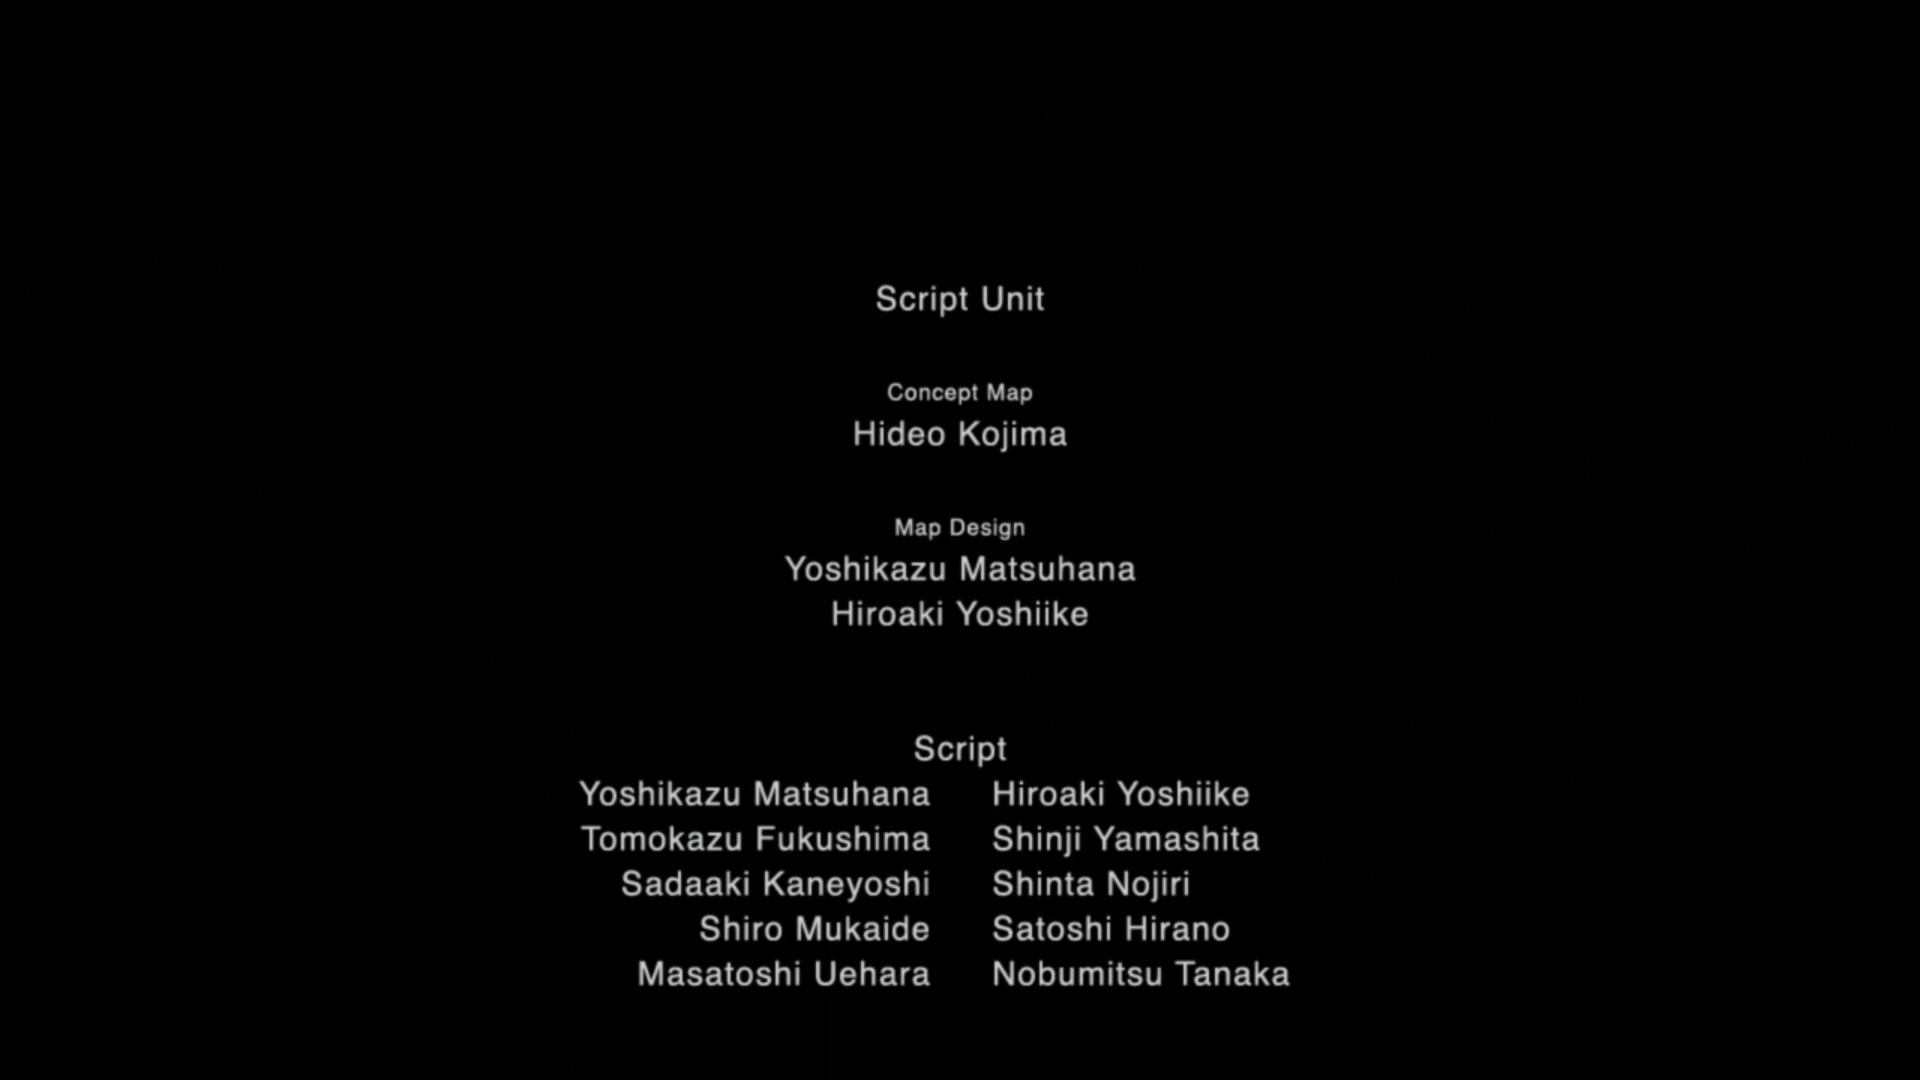 Script Unit
Concept Map
Hideo Kojima
Map Design
Yoshikazu Matsuhana
Hiroaki Yoshiike
Script
Yoshikazu Matsuhana Hiroaki Yoshiike
Tomokazu Fukushima Shinji Yamashita
Sadaaki Kaneyoshi Shinta Nojiri
Shiro Mukaide Satoshi Hirano
Masatoshi Uehara Nobumitsu Tanaka